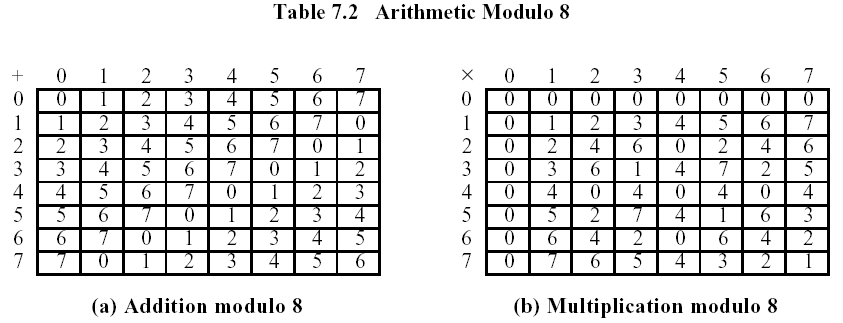 Table 7.2 Arithmetic Modulo 8
+ 0 1 2 3 4 5 6 7
0 0 1 2 3 4 5 6 7
1 1 2 3 4 5 6 7 0
2 2 3 4 5 6 7 0 1
3 3 4 5 6 7 0 1 2
4 4 5 6 7 0 1 2 3
5 5 6 7 0 1 2 3 4
6 6 7 0 1 2 3 4 5
7 7 0 1 2 3 4 5 6
(a) Addition modulo 8
× 0 1 2 3 4 5 6 7
0 0 0 0 0 0 0 0 0
1 0 1 2 3 4 5 6 7
2 0 2 4 6 0 2 4 6
3 0 3 6 1 4 7 2 5
4 0 4 0 4 0 4 0 4
5 0 5 2 7 4 1 6 3
6 0 6 4 2 0 6 4 2
7 0 7 6 5 4 3 2 1
(b) Multiplication modulo 8